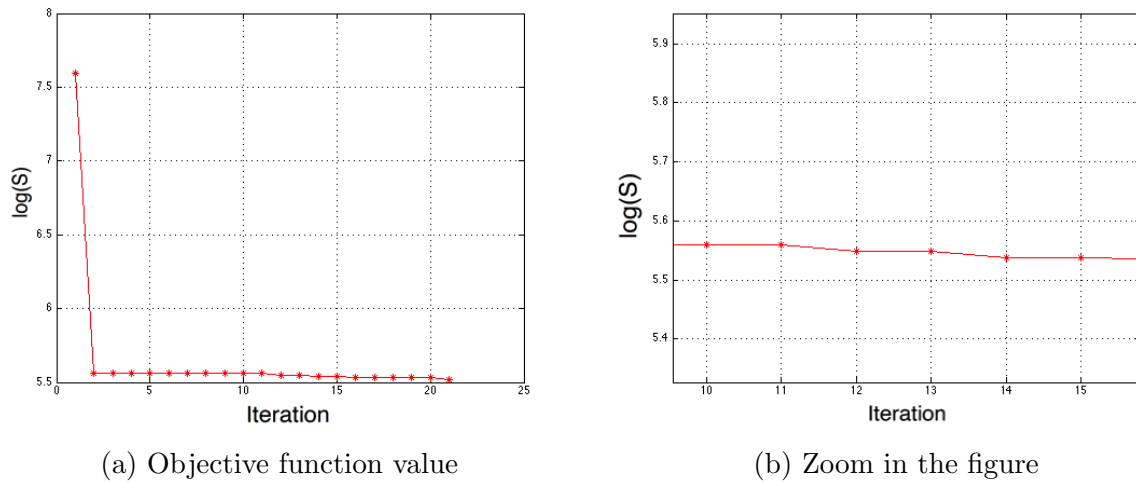 8
7.5
7
6.5
6
5.5
log(S)
0 5 10 15 20 25
Iteration
(a) Objective function value
5.9
5.8
5.7
5.6
5.5
5.4
log(S)
10 11 12 13 14 15
Iteration
(b) Zoom in the figure